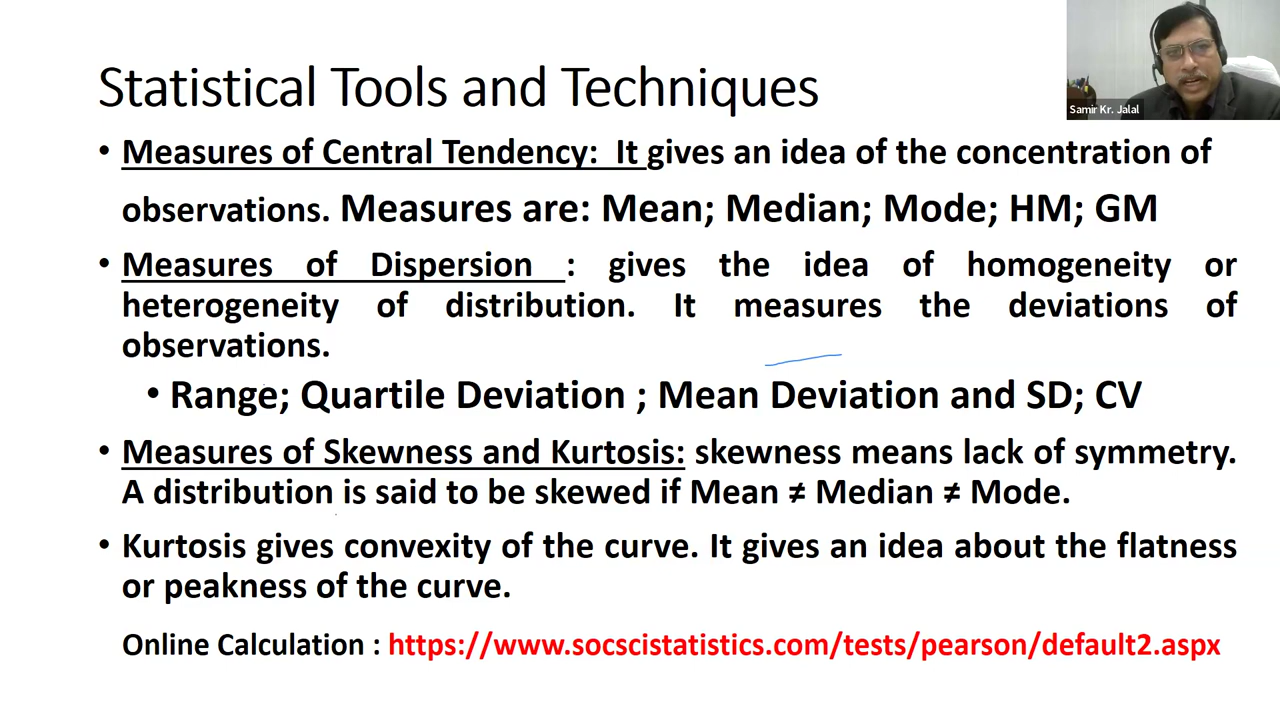 Samir Kr. Jalal
Statistical Tools and Techniques
• Measures of Central Tendency: It gives an idea of the concentration of
observations. Measures are: Mean; Median; Mode; HM; GM
• Measures of Dispersion : gives the idea of homogeneity or
heterogeneity of distribution. It measures the deviations of
observations.
• Range; Quartile Deviation ; Mean Deviation and SD; CV
• Measures of Skewness and Kurtosis: skewness means lack of symmetry.
A distribution is said to be skewed if Mean ≠ Median ≠ Mode.
• Kurtosis gives convexity of the curve. It gives an idea about the flatness
or peakness of the curve.
Online Calculation : https://www.socscistatistics.com/tests/pearson/default2.aspx